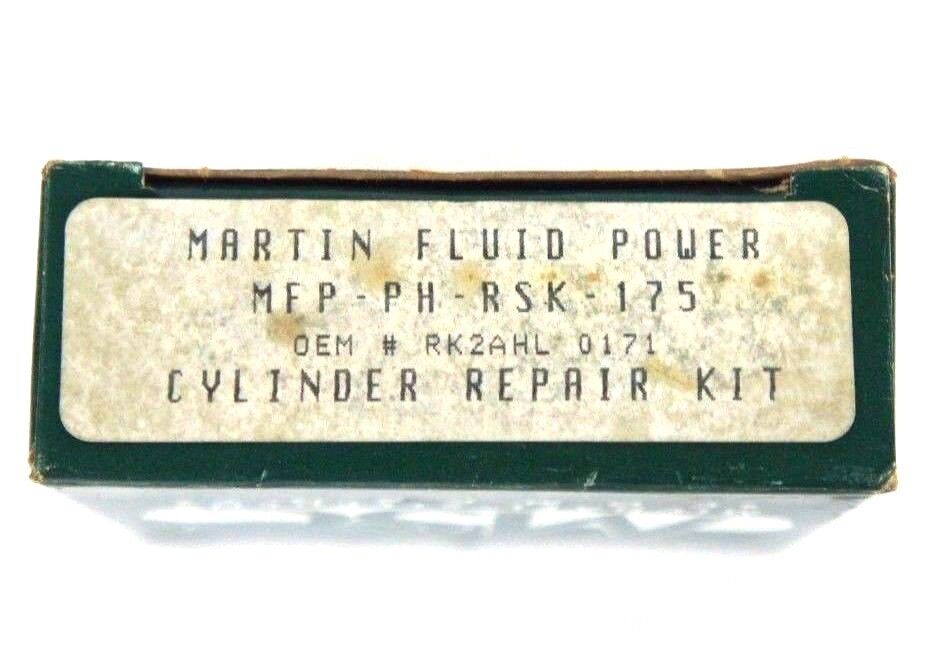 MARTIN FLUID POWER
MFP-PH-RSK-175
OEM # RK2AHL 0171
CYLINDER REPAIR KIT